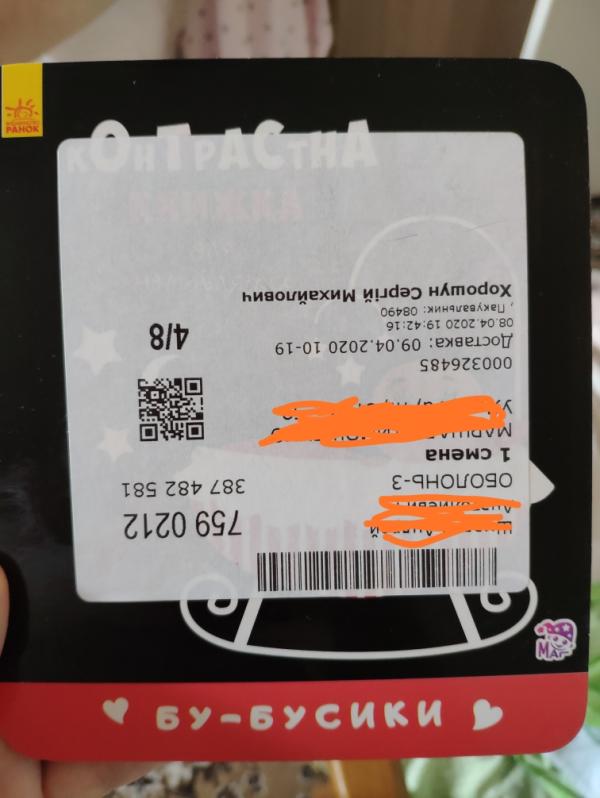 РАНОК
КОНТРАСТНА
КНИЖКА
759 0212
ОБОЛОНЬ-3
387 482 581
1 смена
000326485
Доставка: 09.04.2020 10-19
4/8
08.04.2020 19:42:16
, Пакувальник: 08490
Хорошун Сергій Михайлович
МАГ
БУ-БУСИКИ